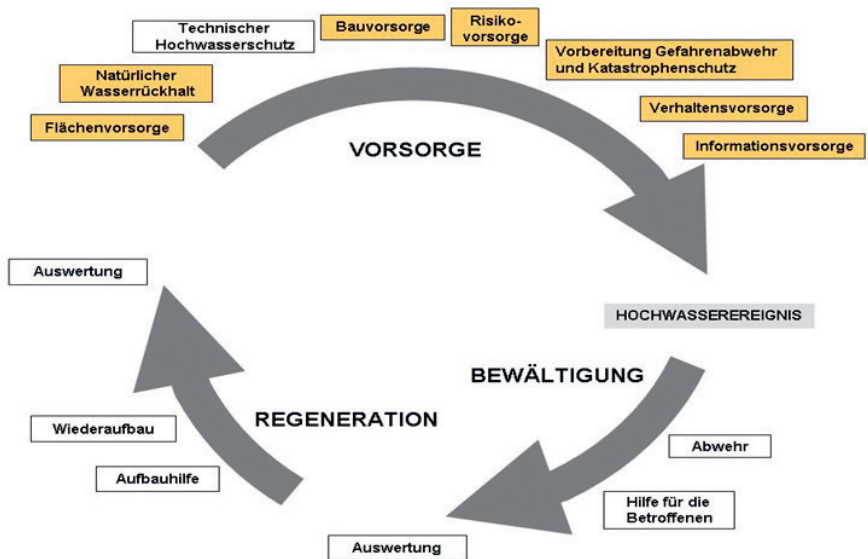 Technischer
Hochwasserschutz
Bauvorsorge
Risiko-
vorsorge
Vorbereitung Gefahrenabwehr
und Katastrophenschutz
Natürlicher
Wasserrückhalt
Verhaltensvorsorge
Flächenvorsorge
Informationsvorsorge
VORSORGE
Auswertung
HOCHWASSEREREIGNIS
BEWÄLTIGUNG
REGENERATION
Wiederaufbau
Abwehr
Aufbauhilfe
Hilfe für die
Betroffenen
Auswertung